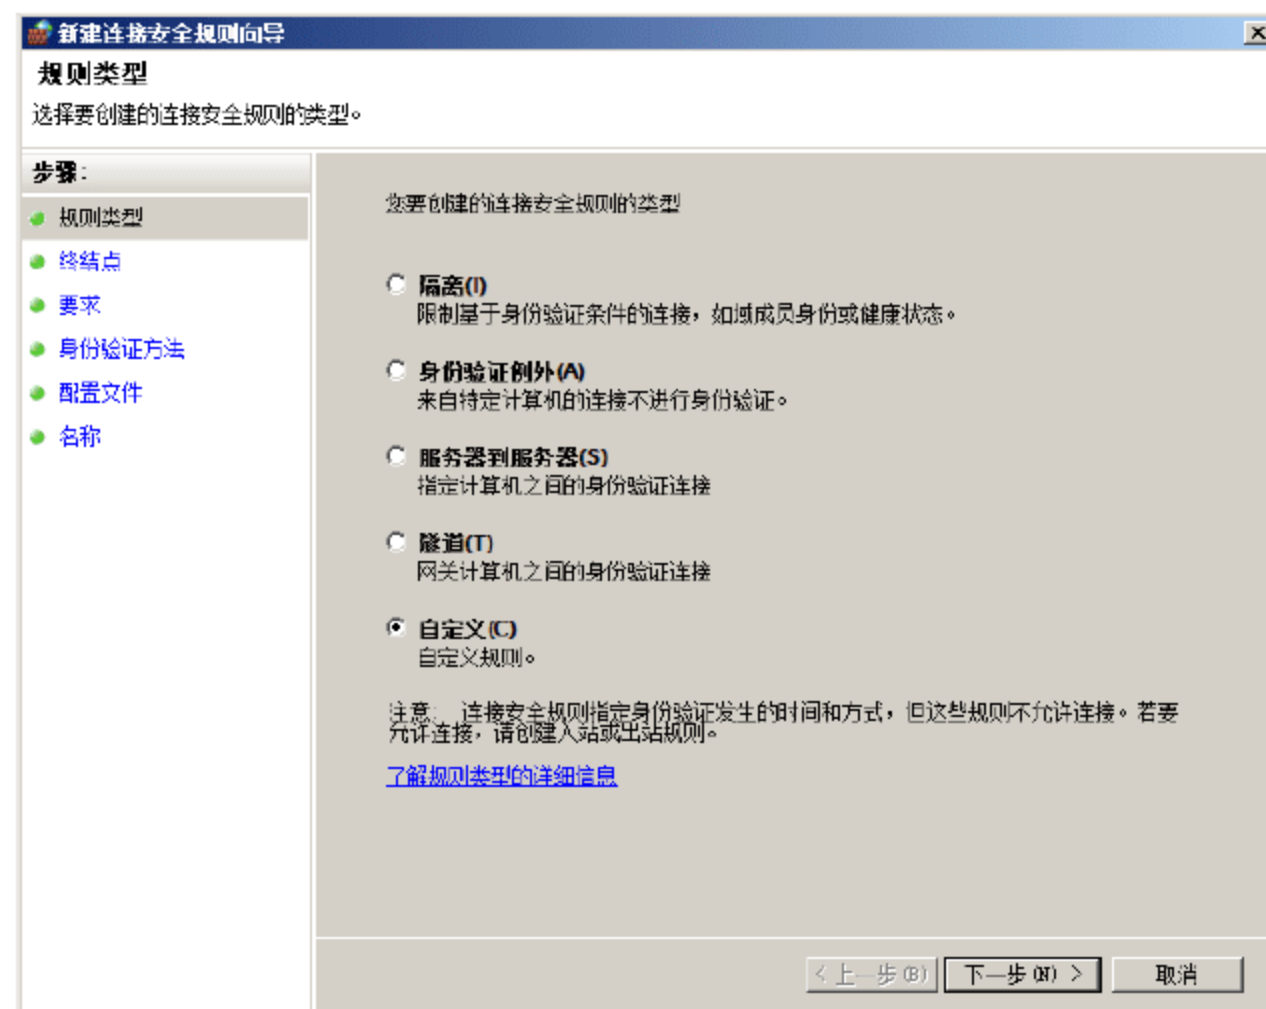 新建连接安全规则向导
规则类型
选择要创建的连接安全规则的类型。
步骤:
规则类型
终结点
要求
身份验证方法
配置文件
名称
您要创建的连接安全规则的类型
隔离(I)
限制基于身份验证条件的连接，如域成员身份或健康状态。
身份验证例外(A)
来自特定计算机的连接不进行身份验证。
服务器到服务器(S)
指定计算机之间的身份验证连接
隧道(T)
网关计算机之间的身份验证连接
自定义(C)
自定义规则。
注意: 连接安全规则指定身份验证发生的时间和方式，但这些规则不允许连接。若要
允许连接，请创建入站或出站规则。
了解规则类型的详细信息
< 上一步(B) 下一步(N) > 取消